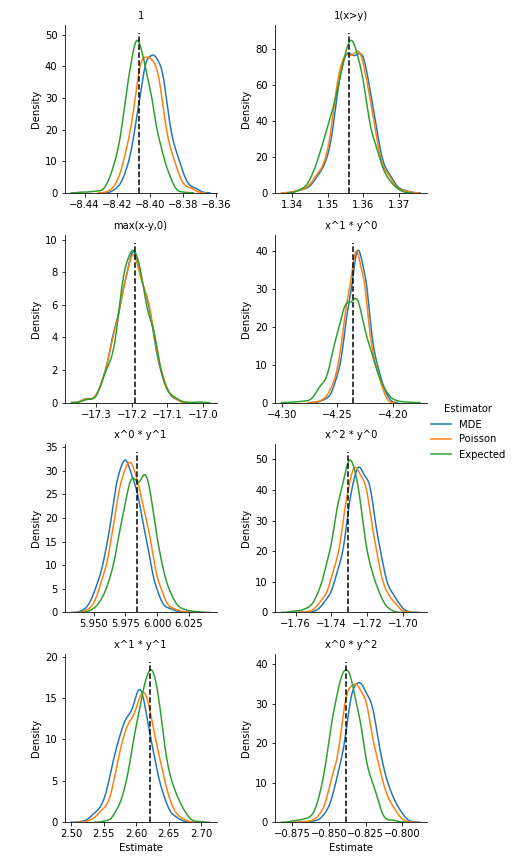 1
1(x>y)
50
40
30
20
10
0
Density
−8.44 −8.42 −8.40 −8.38 −8.36
80
60
40
20
0
Density
1.34 1.35 1.36 1.37
max(x-y,0)
x^1 * y^0
10
8
6
4
2
0
Density
−17.3 −17.2 −17.1 −17.0
40
30
20
10
0
Density
−4.30 −4.25 −4.20
Estimator
MDE
Poisson
Expected
x^0 * y^1
x^2 * y^0
35
30
25
20
15
10
5
0
Density
5.950 5.975 6.000 6.025
50
40
30
20
10
0
Density
−1.76 −1.74 −1.72 −1.70
x^1 * y^1
x^0 * y^2
20
15
10
5
0
Density
2.50 2.55 2.60 2.65 2.70
Estimate
40
30
20
10
0
Density
−0.875 −0.850 −0.825 −0.800
Estimate